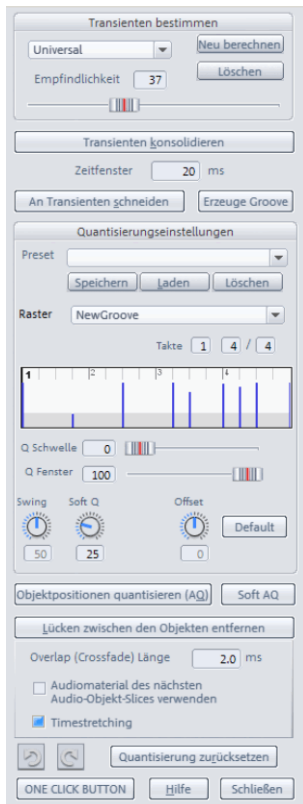 Transienten bestimmen
Universal
Neu berechnen
Empfindlichkeit 37
Löschen
Transienten konsolidieren
Zeitfenster 20 ms
An Transienten schneiden Erzeuge Groove
Quantisierungseinstellungen
Preset
Speichern Laden Löschen
Raster NewGroove
Takte 1 4 / 4
1 2 3 4
Q Schwelle 0
Q Fenster 100
Swing Soft Q Offset
Default
50 25 0
Objektpositionen quantisieren (AQ) Soft AQ
Lücken zwischen den Objekten entfernen
Overlap (Crossfade) Länge 2.0 ms
Audiomaterial des nächsten
Audio-Objekt-Slices verwenden
Timestretching
Quantisierung zurücksetzen
ONE CLICK BUTTON Hilfe Schließen